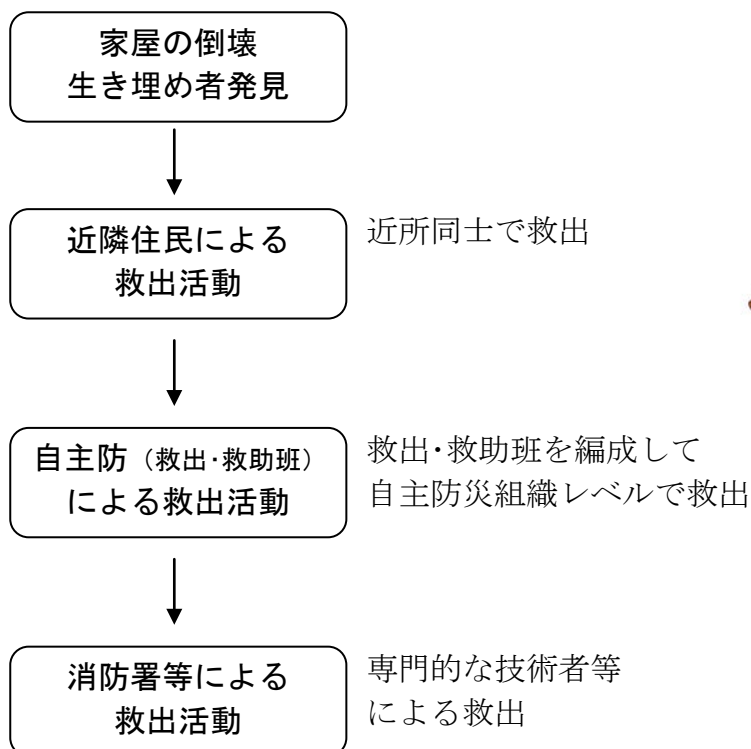 家屋の倒壊
生き埋め者発見
近隣住民による
救出活動
近所同士で救出
自主防（救出・救助班）
による救出活動
救出・救助班を編成して
自主防災組織レベルで救出
消防署等による
救出活動
専門的な技術者等
による救出